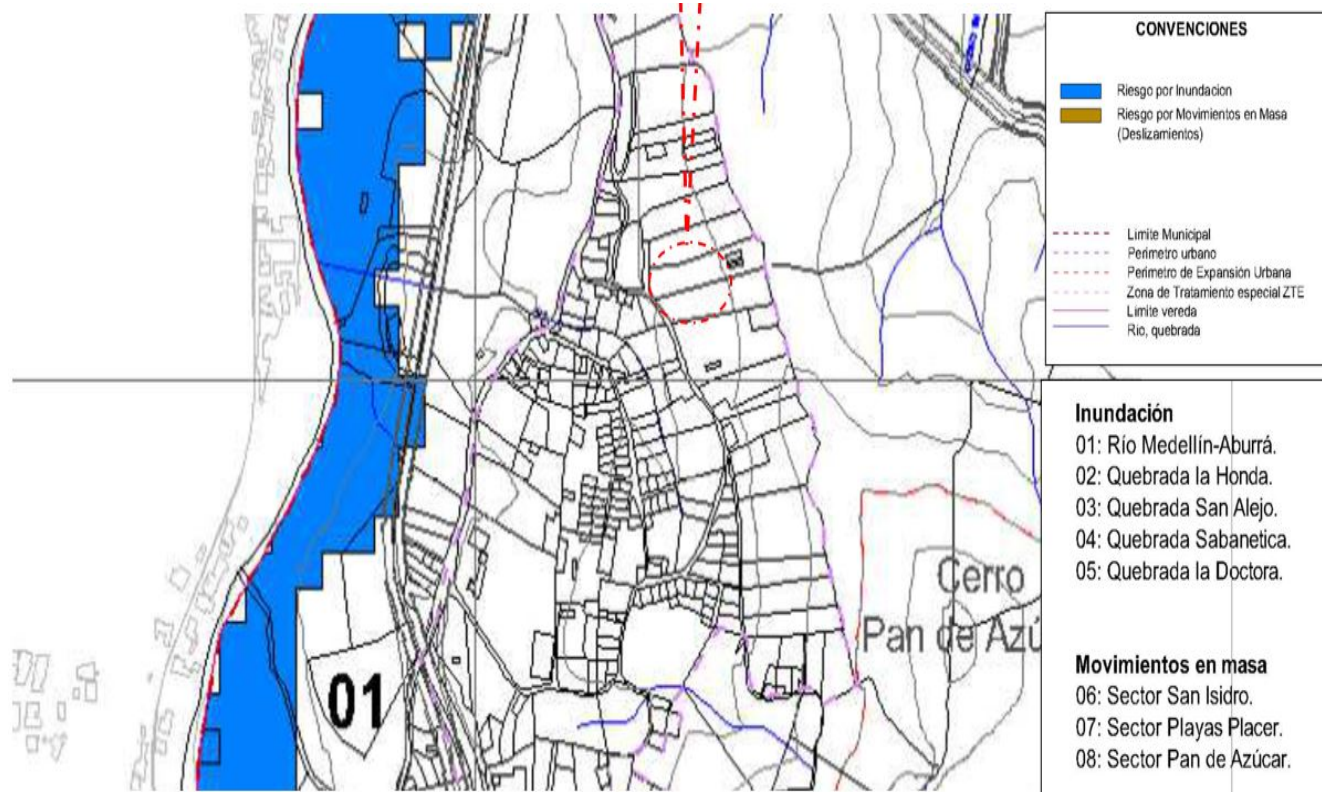 CONVENCIONES
Riesgo por Inundacion
Riesgo por Movimientos en Masa
(Deslizamientos)
Limite Municipal
Perimetro urbano
Perimetro de Expansión Urbana
Zona de Tratamiento especial ZTE
Limite vereda
Rio, quebrada
Inundación
01: Río Medellín-Aburrá.
02: Quebrada la Honda.
03: Quebrada San Alejo.
04: Quebrada Sabanetica.
05: Quebrada la Doctora.
Movimientos en masa
06: Sector San Isidro.
07: Sector Playas Placer.
08: Sector Pan de Azúcar.
Cerro
Pan de Azú
01